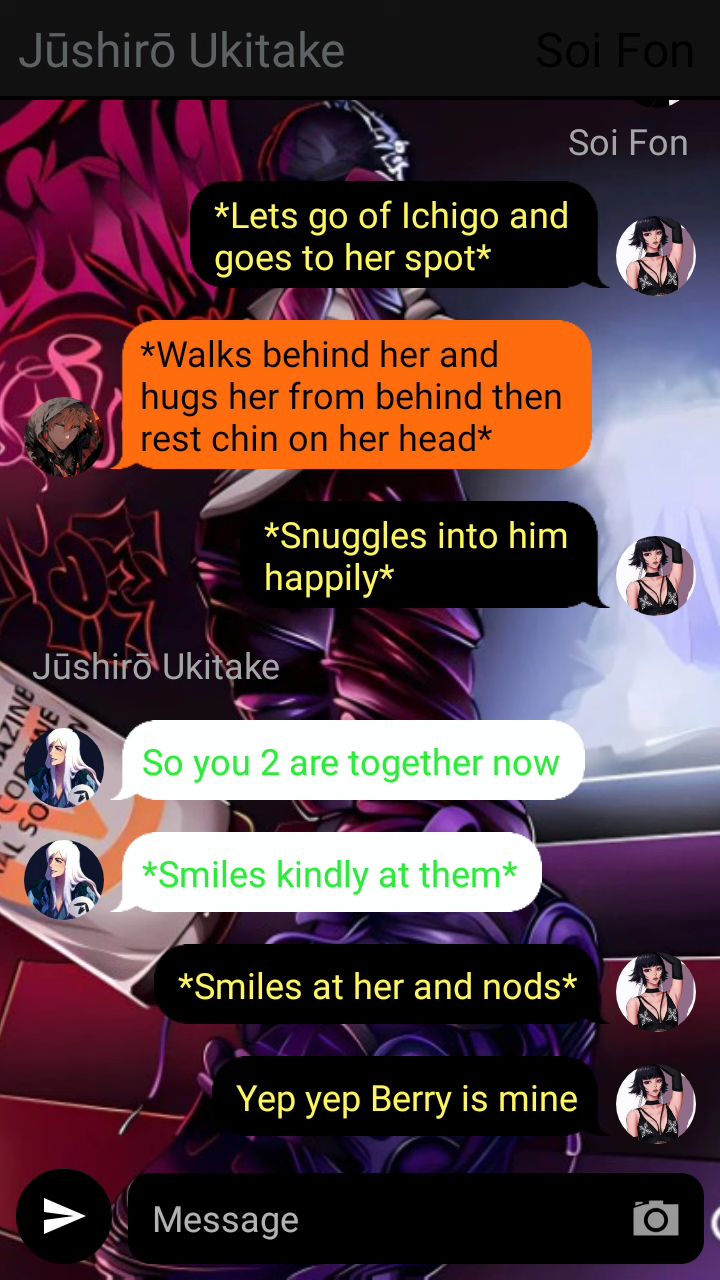 Jūshirō Ukitake
Soi Fon
Soi Fon
*Lets go of Ichigo and
goes to her spot*
*Walks behind her and
hugs her from behind then
rest chin on her head*
*Snuggles into him
happily*
Jūshirō Ukitake
So you 2 are together now
*Smiles kindly at them*
*Smiles at her and nods*
Yep yep Berry is mine
Message